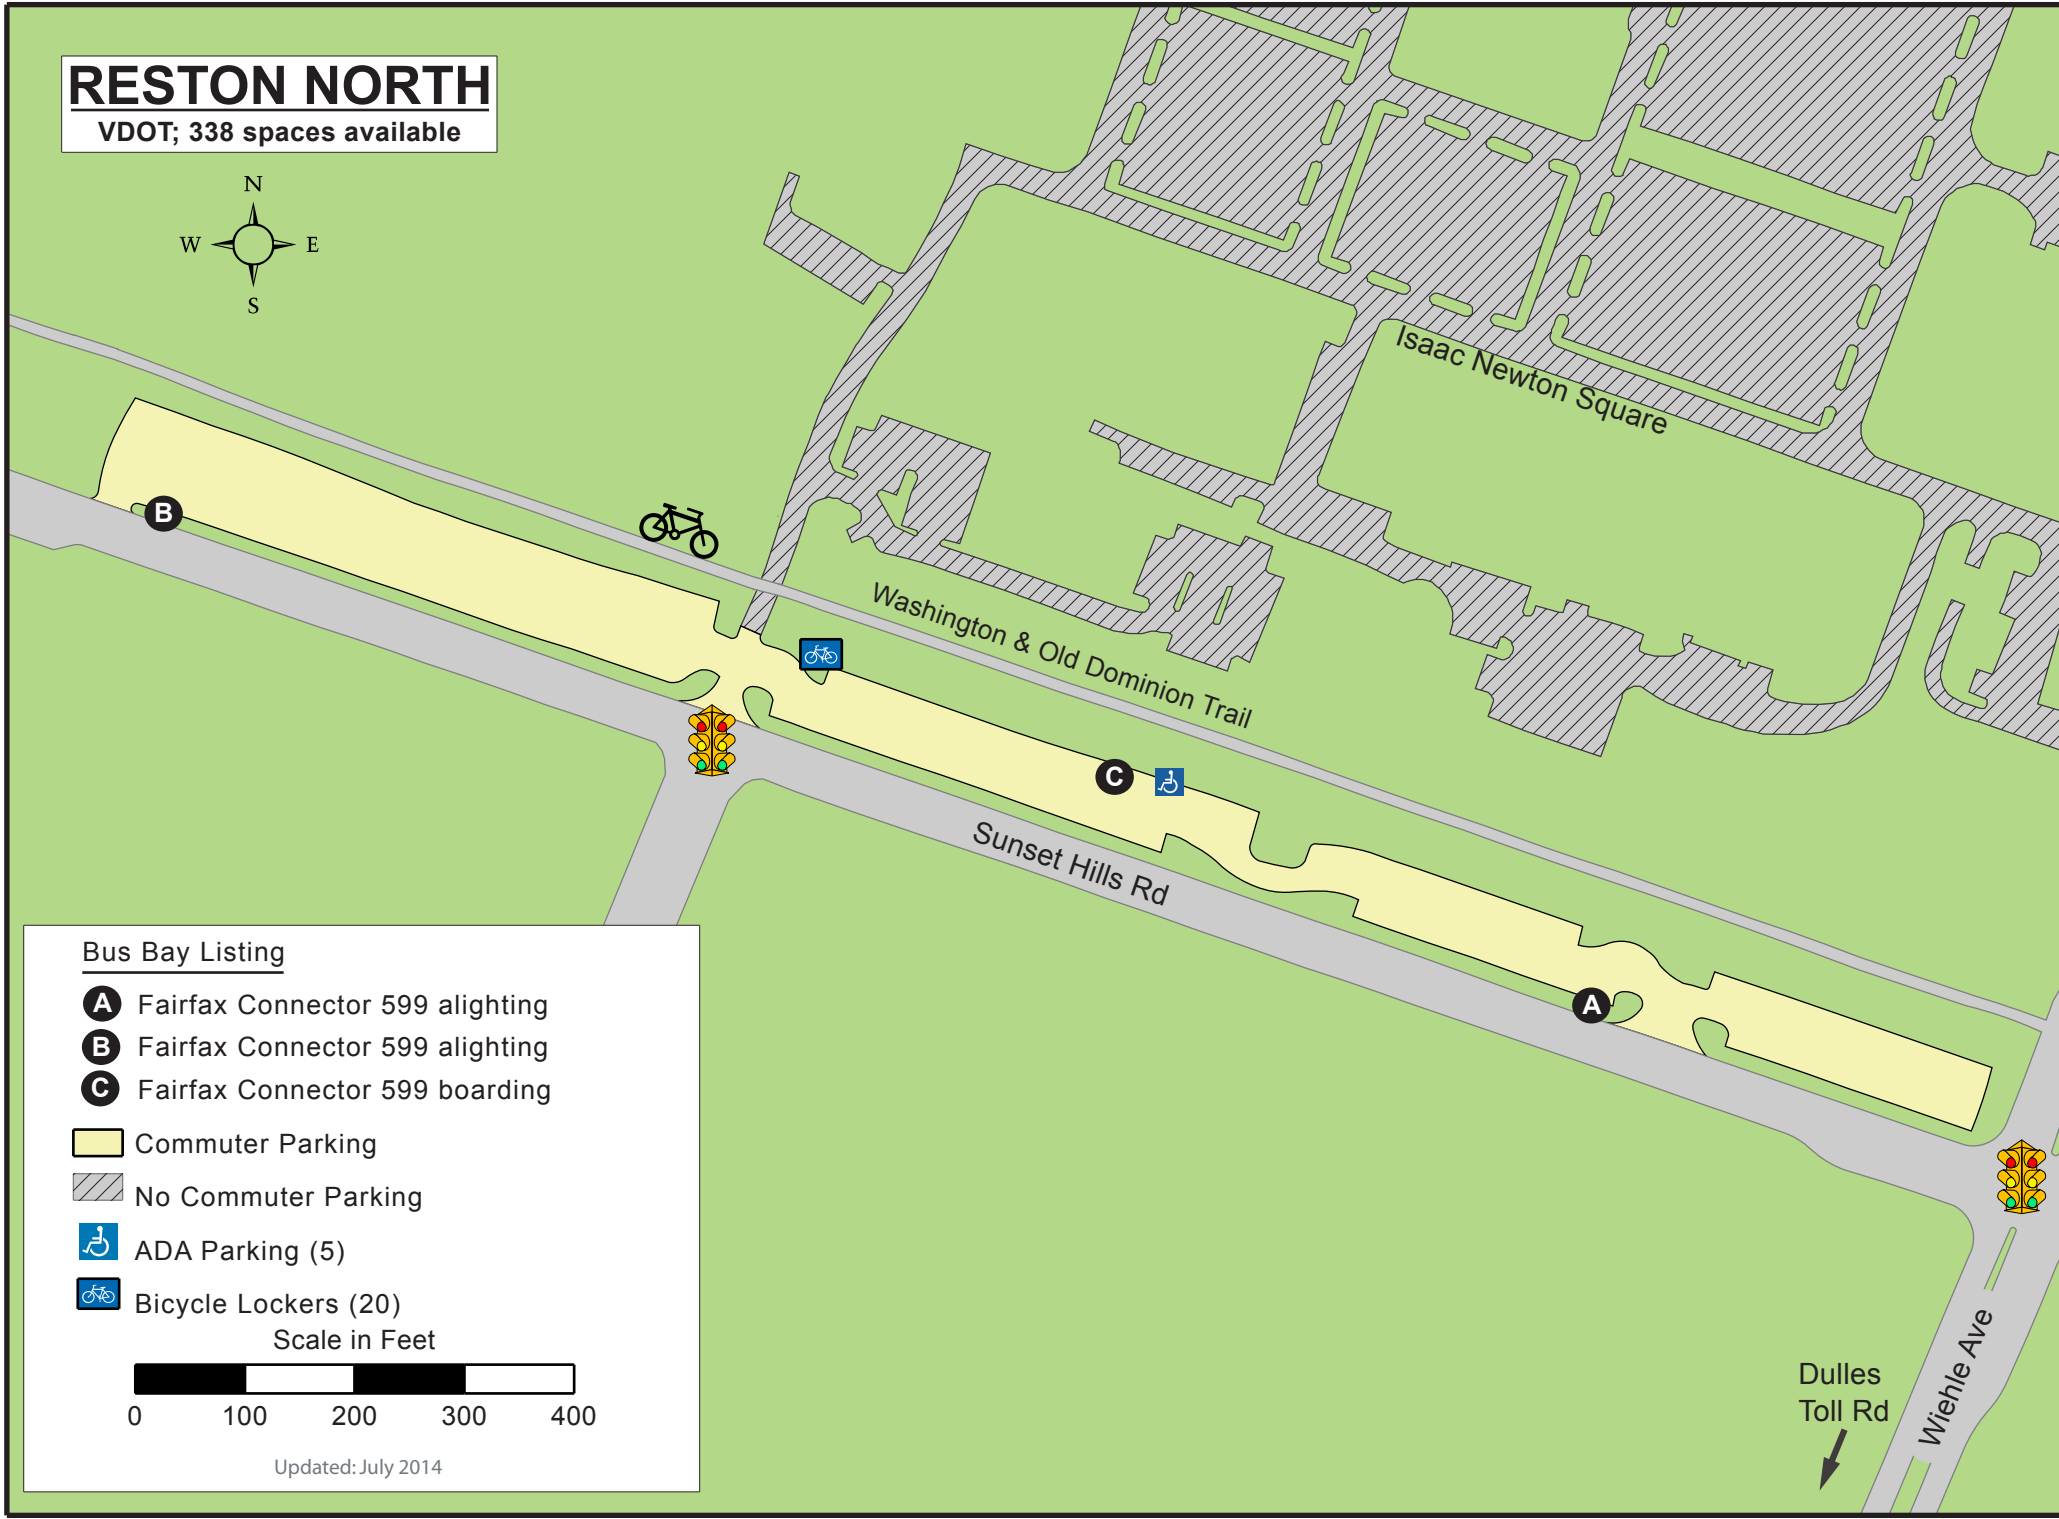 RESTON NORTH
VDOT; 338 spaces available
N
W E
S
Isaac Newton Square
B
Washington & Old Dominion Trail
C
Sunset Hills Rd
A
Bus Bay Listing
A Fairfax Connector 599 alighting
B Fairfax Connector 599 alighting
C Fairfax Connector 599 boarding
Commuter Parking
No Commuter Parking
ADA Parking (5)
Bicycle Lockers (20)
Scale in Feet
0 100 200 300 400
Updated: July 2014
Dulles
Toll Rd
Wiehle Ave